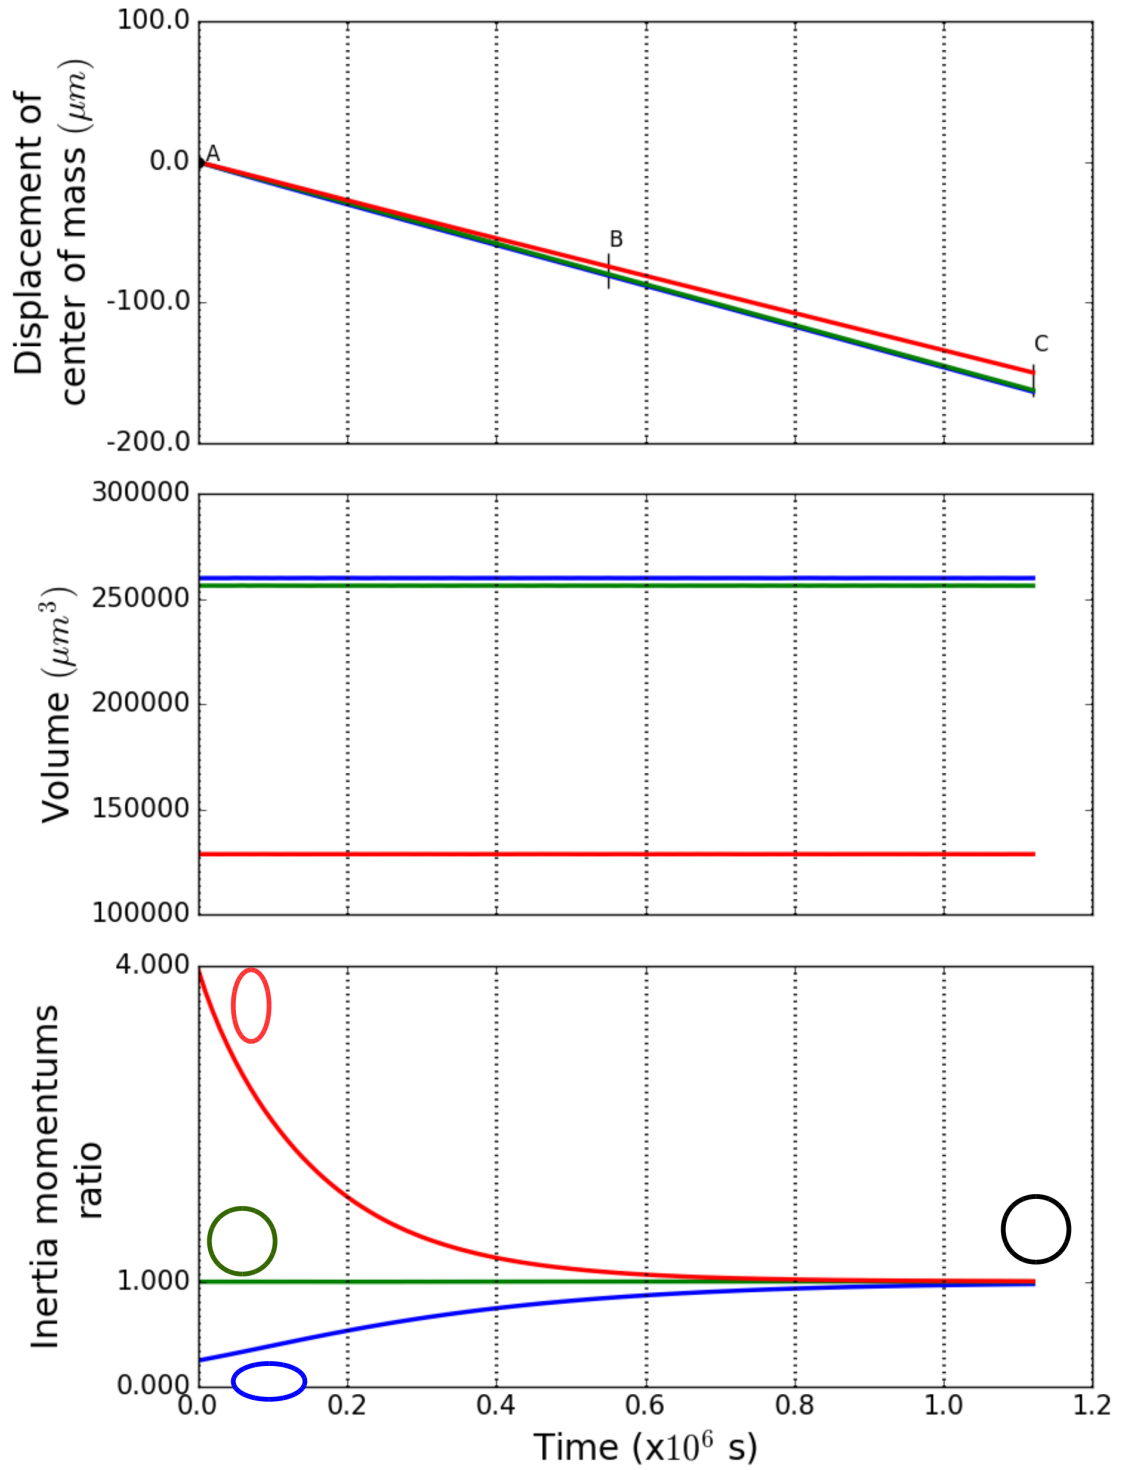 100.0
0.0
-100.0
-200.0
Displacement of
center of mass (μm)
A
B
C
300000
250000
200000
150000
100000
Volume (μm³)
4.000
1.000
0.000
Inertia momentums
ratio
0.0 0.2 0.4 0.6 0.8 1.0 1.2
Time (x10⁶ s)